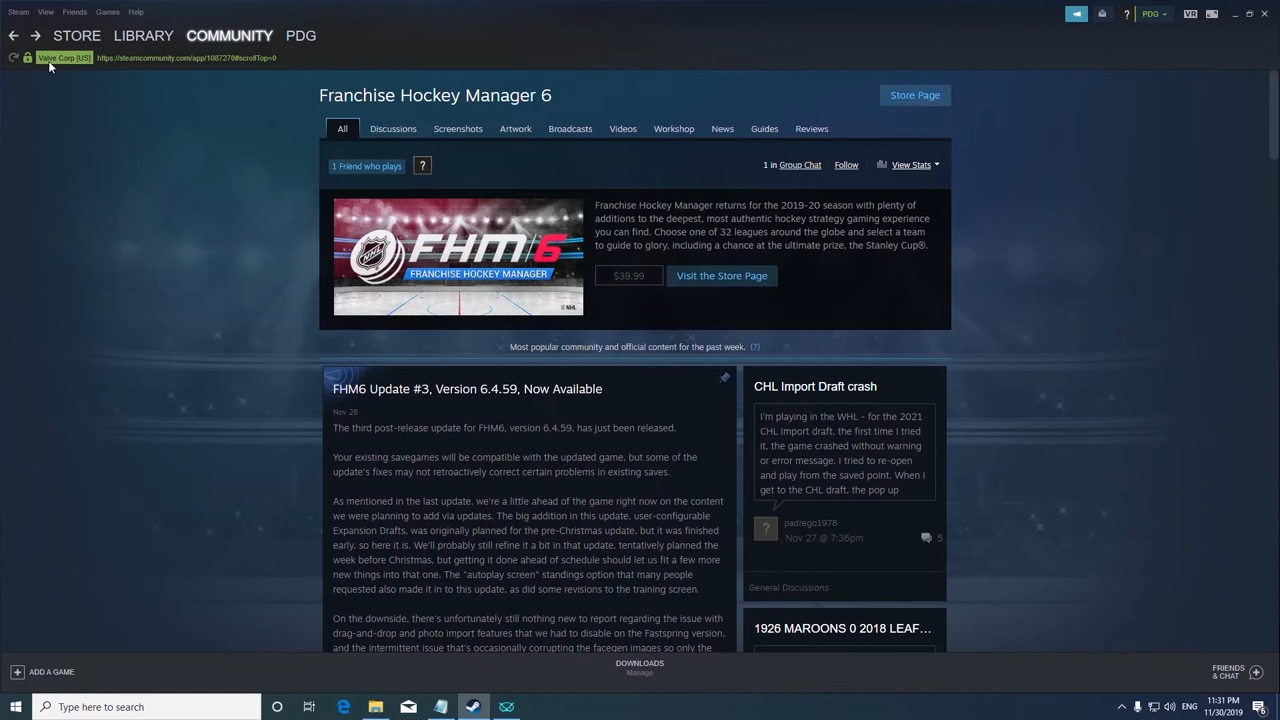 Steam View Friends Games Help
PDG VR
STORE LIBRARY COMMUNITY PDG
Valve Corp [US] https://steamcommunity.com/app/1087270#scrollTop=0
Franchise Hockey Manager 6
Store Page
All Discussions Screenshots Artwork Broadcasts Videos Workshop News Guides Reviews
1 Friend who plays ?
1 in Group Chat Follow View Stats
Franchise Hockey Manager returns for the 2019-20 season with plenty of
additions to the deepest, most authentic hockey strategy gaming experience
you can find. Choose one of 32 leagues around the globe and select a team
to guide to glory, including a chance at the ultimate prize, the Stanley Cup®.
NHL
FHM/6
FRANCHISE HOCKEY MANAGER
© NHL
$39.99 Visit the Store Page
Most popular community and official content for the past week. (?)
FHM6 Update #3, Version 6.4.59, Now Available
Nov 28
The third post-release update for FHM6, version 6.4.59, has just been released.
Your existing savegames will be compatible with the updated game, but some of the
update's fixes may not retroactively correct certain problems in existing saves.
As mentioned in the last update, we're a little ahead of the game right now on the content
we were planning to add via updates. The big addition in this update, user-configurable
Expansion Drafts, was originally planned for the pre-Christmas update, but it was finished
early, so here it is. We'll probably still refine it a bit in that update, tentatively planned the
week before Christmas, but getting it done ahead of schedule should let us fit a few more
new things into that one. The "autoplay screen" standings option that many people
requested also made it in to this update, as did some revisions to the training screen.
On the downside, there's unfortunately still nothing new to report regarding the issue with
drag-and-drop and photo import features that we had to disable on the Fastspring version,
and the intermittent issue that's occasionally corrupting the facegen images so only the
CHL Import Draft crash
I'm playing in the WHL - for the 2021
CHL Import draft, the first time I tried
it, the game crashed without warning
or error message. I tried to re-open
and play from the saved point. When I
get to the CHL draft, the pop up
?
padrego1978
Nov 27 @ 7:36pm 5
General Discussions
1926 MAROONS 0 2018 LEAF...
ADD A GAME
DOWNLOADS
Manage
FRIENDS
& CHAT
Type here to search
ENG
11:31 PM
11/30/2019
6